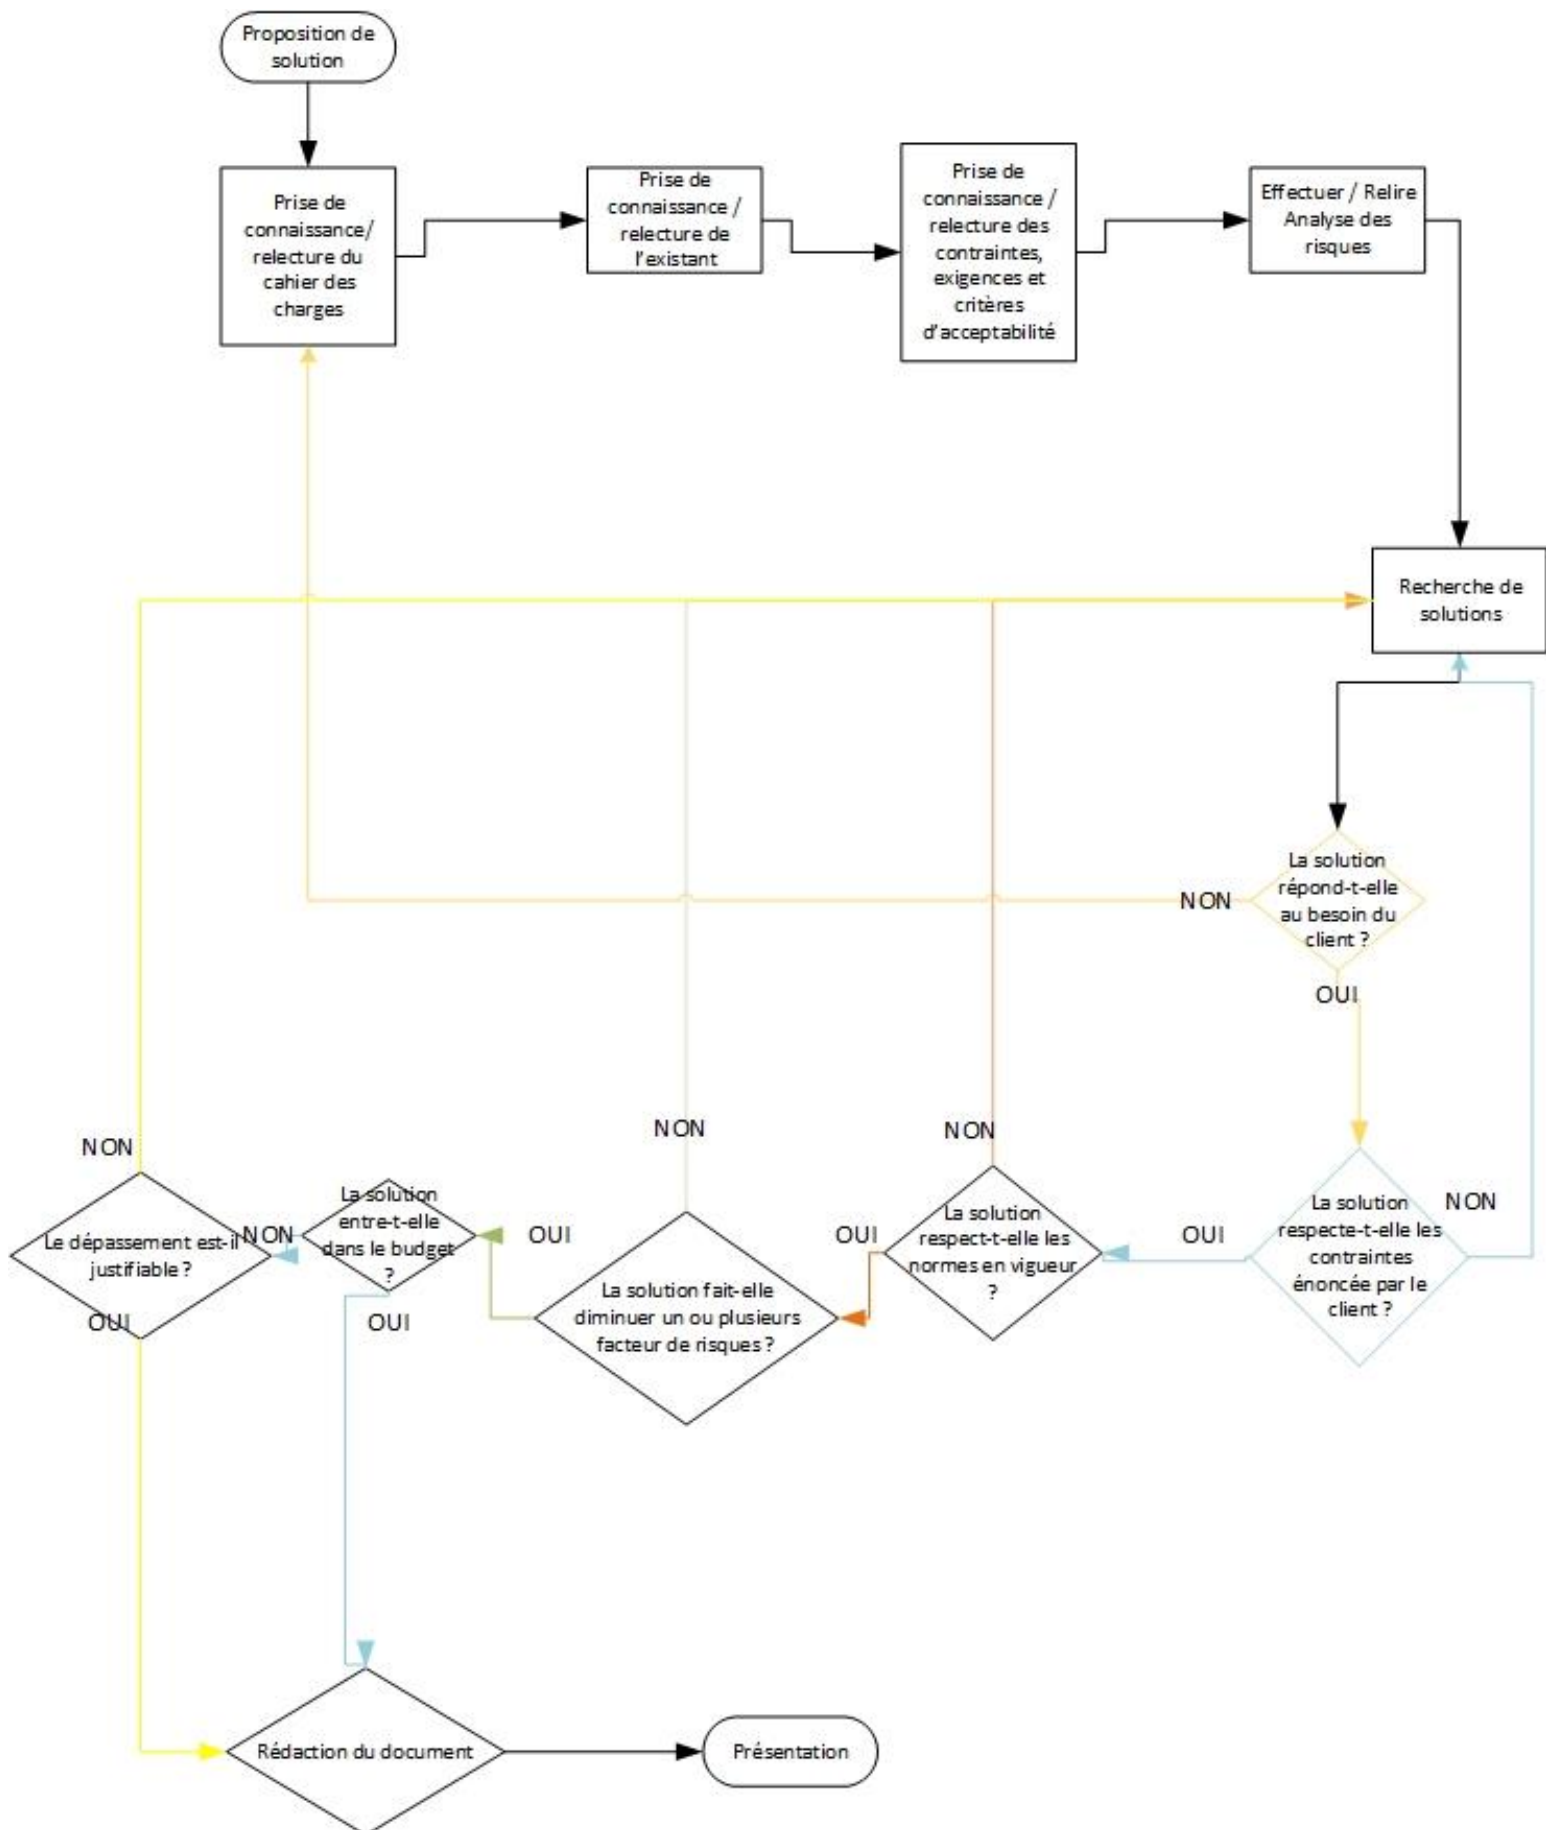 Proposition de
solution
Prise de
connaissance/
relecture du
cahier des
charges
Prise de
connaissance /
relecture de
l'existant
Prise de
connaissance /
relecture des
contraintes,
exigences et
critères
d'acceptabilité
Effectuer / Relire
Analyse des
risques
Recherche de
solutions
La solution
répond-t-elle
au besoin du
client ?
NON
OUI
La solution
respecte-t-elle les
contraintes
énoncée par le
client ?
NON
OUI
La solution
respect-t-elle les
normes en vigueur
?
NON
OUI
La solution fait-elle
diminuer un ou plusieurs
facteur de risques ?
NON
OUI
La solution
entre-t-elle
dans le budget
?
NON
OUI
Le dépassement est-il
justifiable ?
NON
OUI
Rédaction du document
Présentation